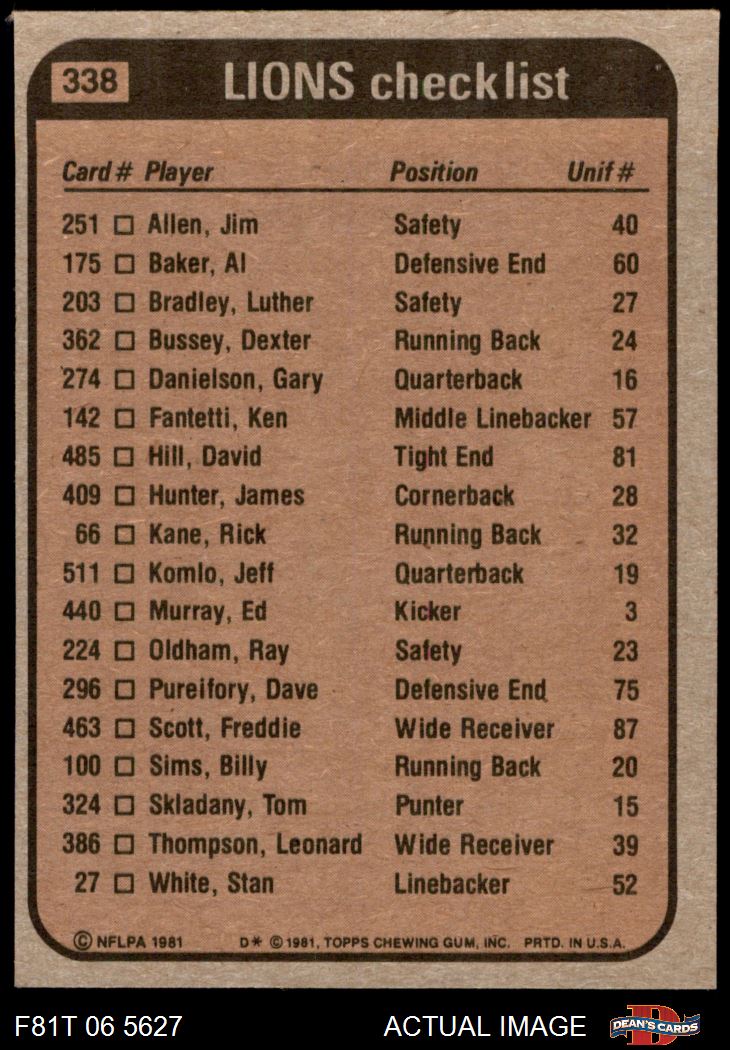 338 LIONS checklist
Card # Player Position Unif #
251 □ Allen, Jim Safety 40
175 □ Baker, Al Defensive End 60
203 □ Bradley, Luther Safety 27
362 □ Bussey, Dexter Running Back 24
274 □ Danielson, Gary Quarterback 16
142 □ Fantetti, Ken Middle Linebacker 57
485 □ Hill, David Tight End 81
409 □ Hunter, James Cornerback 28
66 □ Kane, Rick Running Back 32
511 □ Komlo, Jeff Quarterback 19
440 □ Murray, Ed Kicker 3
224 □ Oldham, Ray Safety 23
296 □ Pureifory, Dave Defensive End 75
463 □ Scott, Freddie Wide Receiver 87
100 □ Sims, Billy Running Back 20
324 □ Skladany, Tom Punter 15
386 □ Thompson, Leonard Wide Receiver 39
27 □ White, Stan Linebacker 52
© NFLPA 1981 D* © 1981, TOPPS CHEWING GUM, INC. PRTD. IN U.S.A.
F81T 06 5627 ACTUAL IMAGE D DEAN'S CARDS